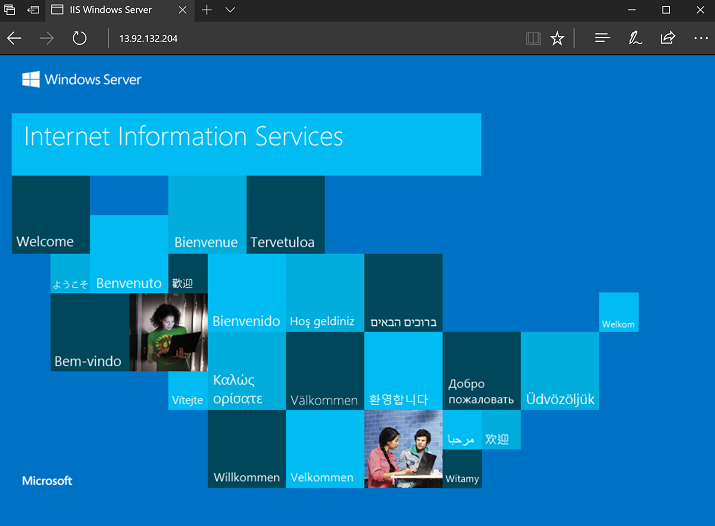 IIS Windows Server
13.92.132.204
Windows Server
Internet Information Services
Welcome
Bienvenue
Tervetuloa
ようこそ
Benvenuto
歡迎
Bienvenido
Hoş geldiniz
ברוכים הבאים
Welkom
Bem-vindo
Vítejte
Καλώς
ορίσατε
Välkommen
환영합니다
Добро
пожаловать
Üdvözöljük
مرحبا
欢迎
Willkommen
Velkommen
Witamy
Microsoft